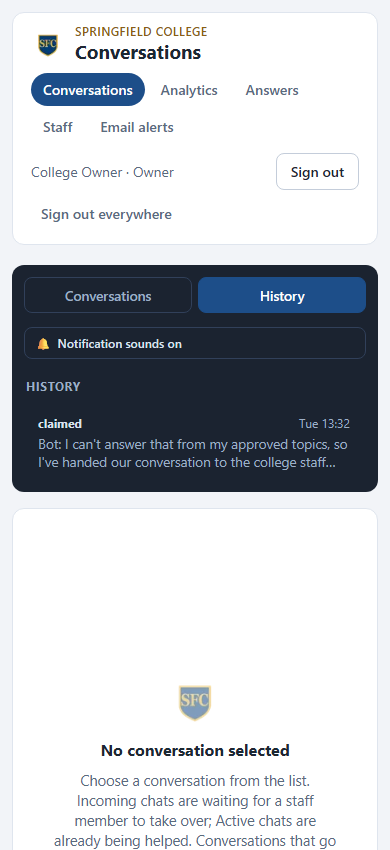 SFC
SPRINGFIELD COLLEGE
Conversations
Conversations Analytics Answers
Staff Email alerts
College Owner · Owner Sign out
Sign out everywhere
Conversations History
Notification sounds on
HISTORY
claimed Tue 13:32
Bot: I can't answer that from my approved topics, so
I've handed our conversation to the college staff...
SFC
No conversation selected
Choose a conversation from the list.
Incoming chats are waiting for a staff
member to take over; Active chats are
already being helped. Conversations that go